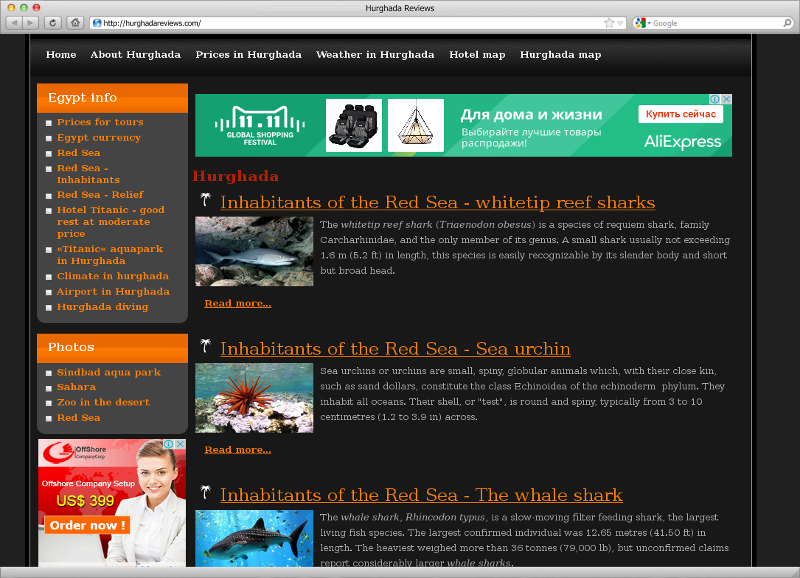 Hurghada Reviews
http://hurghadareviews.com/
Google
Home About Hurghada Prices in Hurghada Weather in Hurghada Hotel map Hurghada map
Egypt info
Prices for tours
Egypt currency
Red Sea
Red Sea -
Inhabitants
Red Sea - Relief
Hotel Titanic - good
rest at moderate
price
«Titanic» aquapark
in Hurghada
Climate in hurghada
Airport in Hurghada
Hurghada diving
Photos
Sindbad aqua park
Sahara
Zoo in the desert
Red Sea
OffShore
CompanyCorp
Offshore Company Setup
US$ 399
Order now !
11.11
GLOBAL SHOPPING
FESTIVAL
Для дома и жизни
Выбирайте лучшие товары
распродажи!
Купить сейчас
AliExpress
Hurghada
Inhabitants of the Red Sea - whitetip reef sharks
The whitetip reef shark (Triaenodon obesus) is a species of requiem shark, family
Carcharhinidae, and the only member of its genus. A small shark usually not exceeding
1.6 m (5.2 ft) in length, this species is easily recognizable by its slender body and short
but broad head.
Read more...
Inhabitants of the Red Sea - Sea urchin
Sea urchins or urchins are small, spiny, globular animals which, with their close kin,
such as sand dollars, constitute the class Echinoidea of the echinoderm phylum. They
inhabit all oceans. Their shell, or "test", is round and spiny, typically from 3 to 10
centimetres (1.2 to 3.9 in) across.
Read more...
Inhabitants of the Red Sea - The whale shark
The whale shark, Rhincodon typus, is a slow-moving filter feeding shark, the largest
living fish species. The largest confirmed individual was 12.65 metres (41.50 ft) in
length. The heaviest weighed more than 36 tonnes (79,000 lb), but unconfirmed claims
report considerably larger whale sharks.